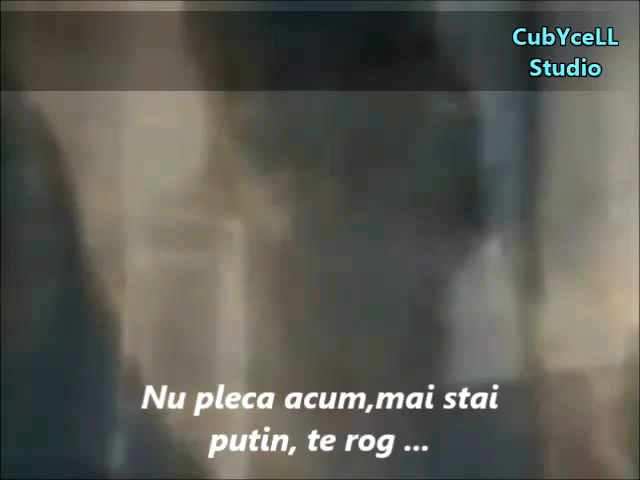 CubYceLL
Studio
Nu pleca acum,mai stai
putin, te rog ...